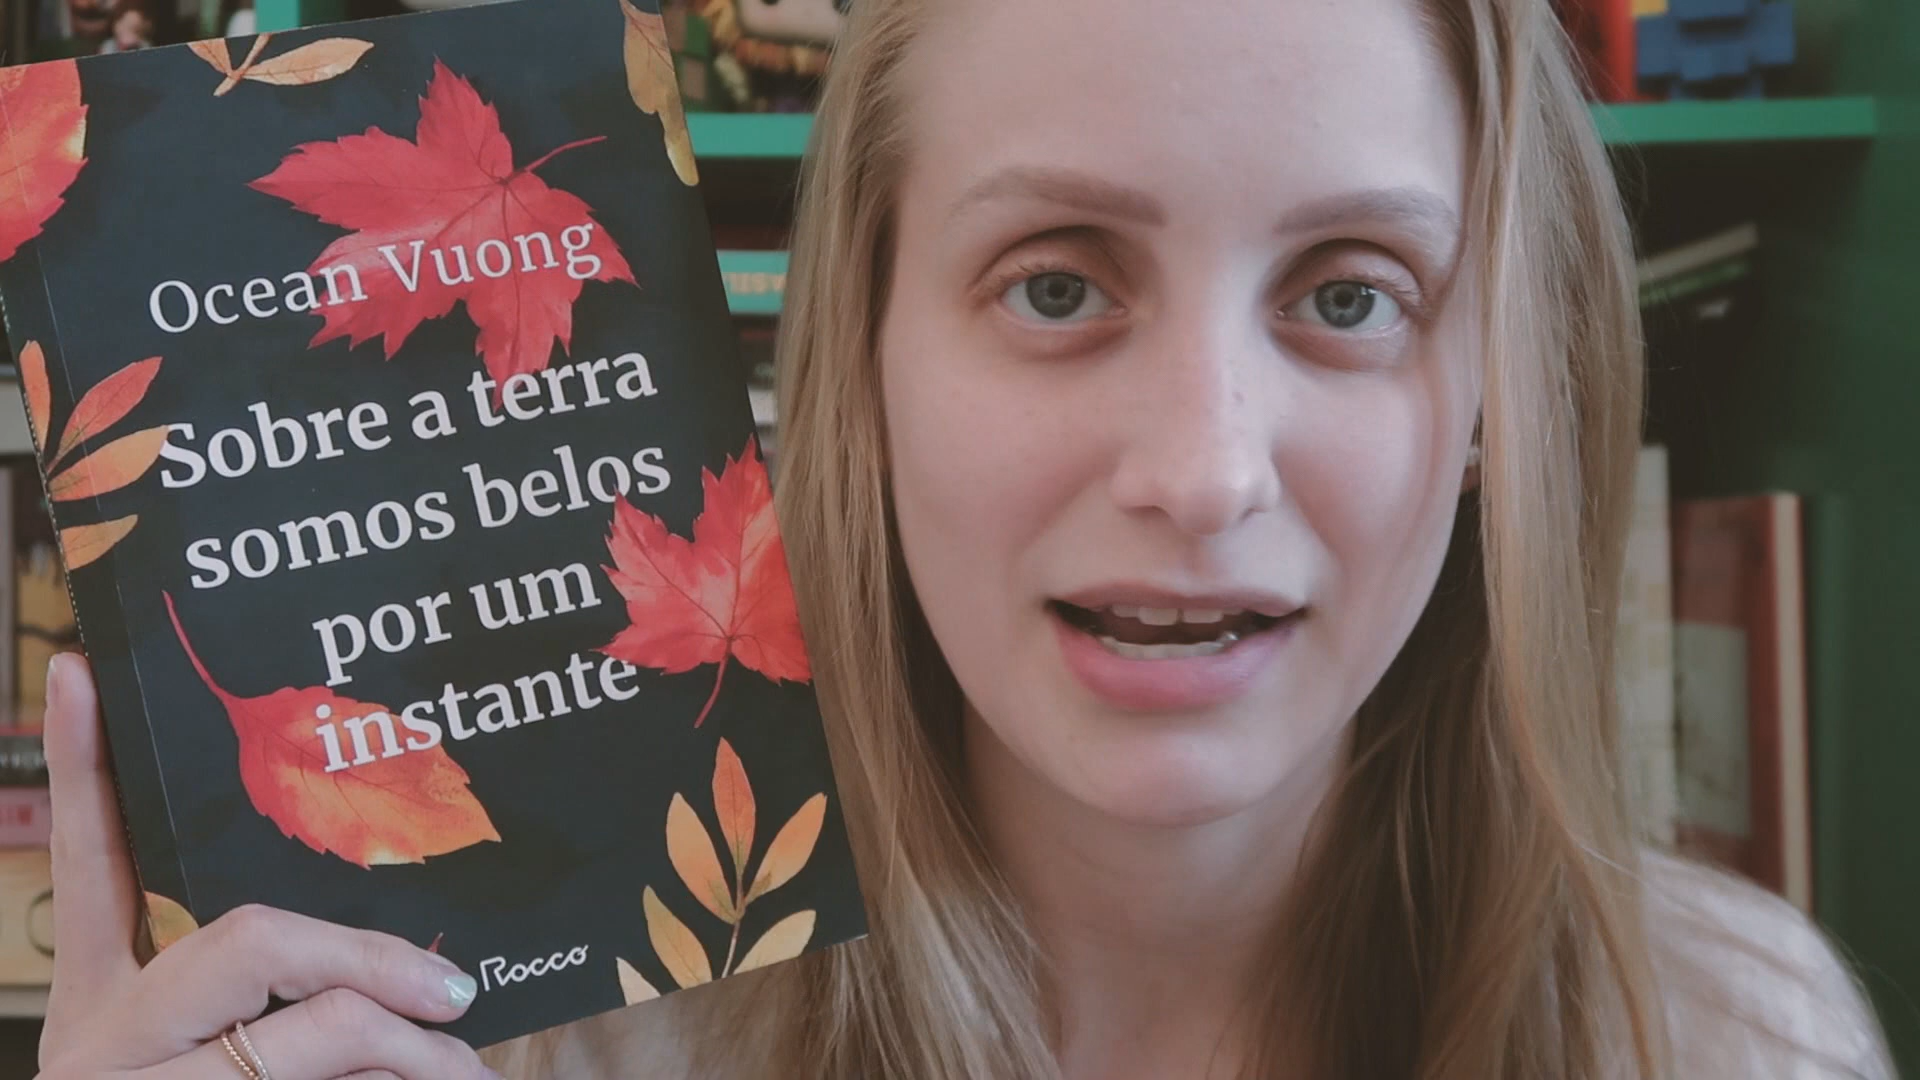 Ocean Vuong
Sobre a terra
somos belos
por um
instante
Rocco